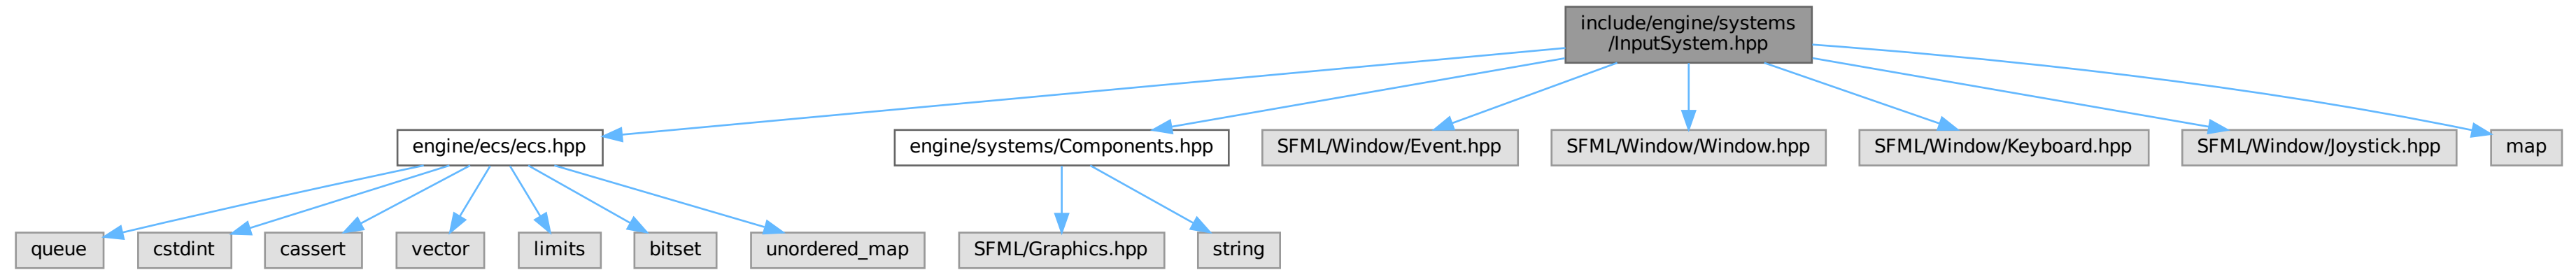 include/engine/systems
/InputSystem.hpp
engine/ecs/ecs.hpp
engine/systems/Components.hpp
SFML/Window/Event.hpp
SFML/Window/Window.hpp
SFML/Window/Keyboard.hpp
SFML/Window/Joystick.hpp
map
queue
cstdint
cassert
vector
limits
bitset
unordered_map
SFML/Graphics.hpp
string